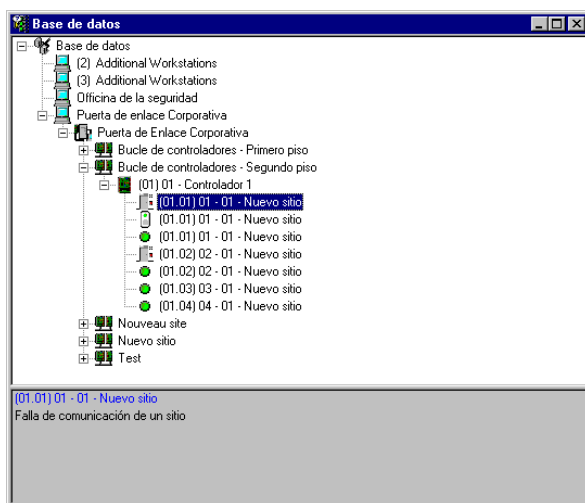 Base de datos
Base de datos
(2) Additional Workstations
(3) Additional Workstations
Officina de la seguridad
Puerta de enlace Corporativa
Puerta de Enlace Corporativa
Bucle de controladores - Primero piso
Bucle de controladores - Segundo piso
(01) 01 - Controlador 1
(01.01) 01 - 01 - Nuevo sitio
(01.01) 01 - 01 - Nuevo sitio
(01.01) 01 - 01 - Nuevo sitio
(01.02) 02 - 01 - Nuevo sitio
(01.02) 02 - 01 - Nuevo sitio
(01.03) 03 - 01 - Nuevo sitio
(01.04) 04 - 01 - Nuevo sitio
Nouveau site
Nuevo sitio
Test
(01.01) 01 - 01 - Nuevo sitio
Falla de comunicación de un sitio